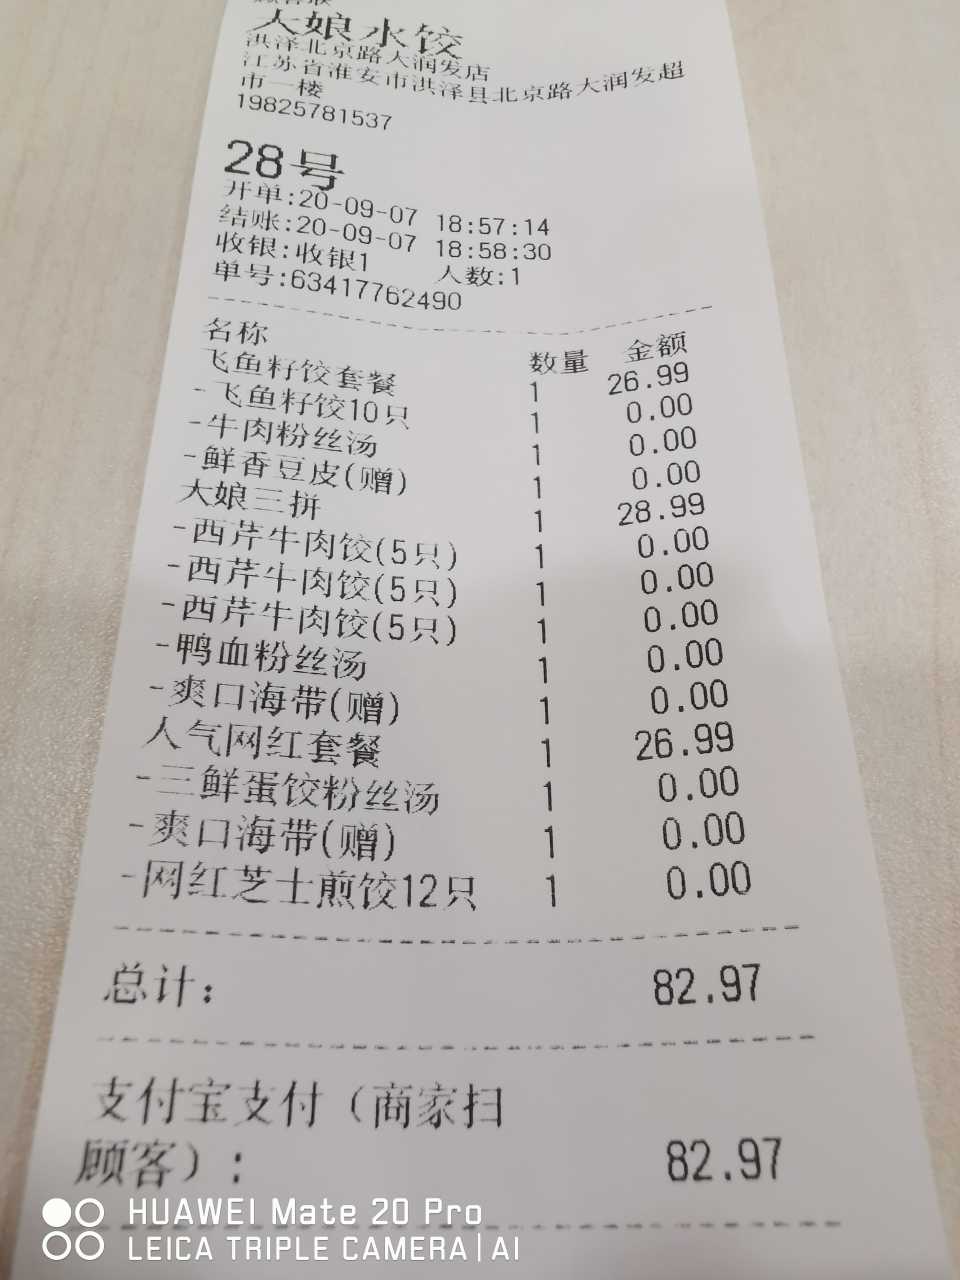 大娘水饺
洪泽北京路大润发店
江苏省淮安市洪泽县北京路大润发超
市一楼
19825781537
28号
开单:20-09-07 18:57:14
结账:20-09-07 18:58:30
收银:收银1 人数:1
单号:63417762490
名称 数量 金额
飞鱼籽饺套餐 1 26.99
-飞鱼籽饺10只 1 0.00
-牛肉粉丝汤 1 0.00
-鲜香豆皮(赠) 1 0.00
大娘三拼 1 28.99
-西芹牛肉饺(5只) 1 0.00
-西芹牛肉饺(5只) 1 0.00
-西芹牛肉饺(5只) 1 0.00
-鸭血粉丝汤 1 0.00
-爽口海带(赠) 1 0.00
人气网红套餐 1 26.99
-三鲜蛋饺粉丝汤 1 0.00
-爽口海带(赠) 1 0.00
-网红芝士煎饺12只 1 0.00
总计: 82.97
支付宝支付（商家扫
顾客）: 82.97
HUAWEI Mate 20 Pro
LEICA TRIPLE CAMERA | AI